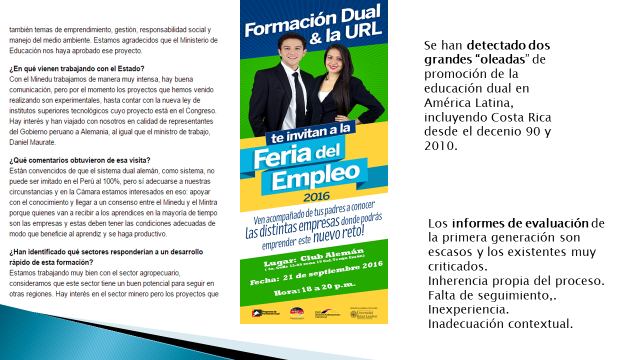 también temas de emprendimiento, gestión, responsabilidad social y
manejo del medio ambiente. Estamos agradecidos que el Ministerio de
Educación nos haya aprobado ese proyecto.
¿En qué vienen trabajando con el Estado?
Con el Minedu trabajamos de manera muy intensa, hay buena
comunicación, pero por el momento los proyectos que hemos venido
realizando son experimentales, hasta contar con la nueva ley de
institutos superiores tecnológicos cuyo proyecto está en el Congreso.
Hay interés y han viajado con nosotros en calidad de representantes
del Gobierno peruano a Alemania, al igual que el ministro de trabajo,
Daniel Maurate.
¿Qué comentarios obtuvieron de esa visita?
Están convencidos de que el sistema dual alemán, como sistema, no
puede ser imitado en el Perú al 100%, pero sí adecuarse a nuestras
circunstancias y en la Cámara estamos interesados en eso: apoyar
con el conocimiento y llegar a un consenso entre el Minedu y el Mintra
porque quienes van a recibir a los aprendices en la mayoría de tiempo
son las empresas y estas deben tener las condiciones adecuadas de
modo que beneficie al aprendiz y se haga productivo.
¿Han identificado qué sectores responderían a un desarrollo
rápido de esta formación?
Estamos trabajando muy bien con el sector agropecuario,
consideramos que este sector tiene un buen potencial para seguir en
otras regiones. Hay interés en el sector minero pero los proyectos que
Formación Dual
& la URL
te invitan a la
Feria del
Empleo
2016
Ven acompañado de tus padres a conocer
las distintas empresas donde podrás
emprender este nuevo reto!
Lugar: Club Alemán
Fecha: 21 de septiembre 2016
Hora: 18 a 20 p.m.
Se han detectado dos
grandes “oleadas” de
promoción de la
educación dual en
América Latina,
incluyendo Costa Rica
desde el decenio 90 y
2010.
Los informes de evaluación de
la primera generación son
escasos y los existentes muy
criticados.
Inherencia propia del proceso.
Falta de seguimiento,.
Inexperiencia.
Inadecuación contextual.